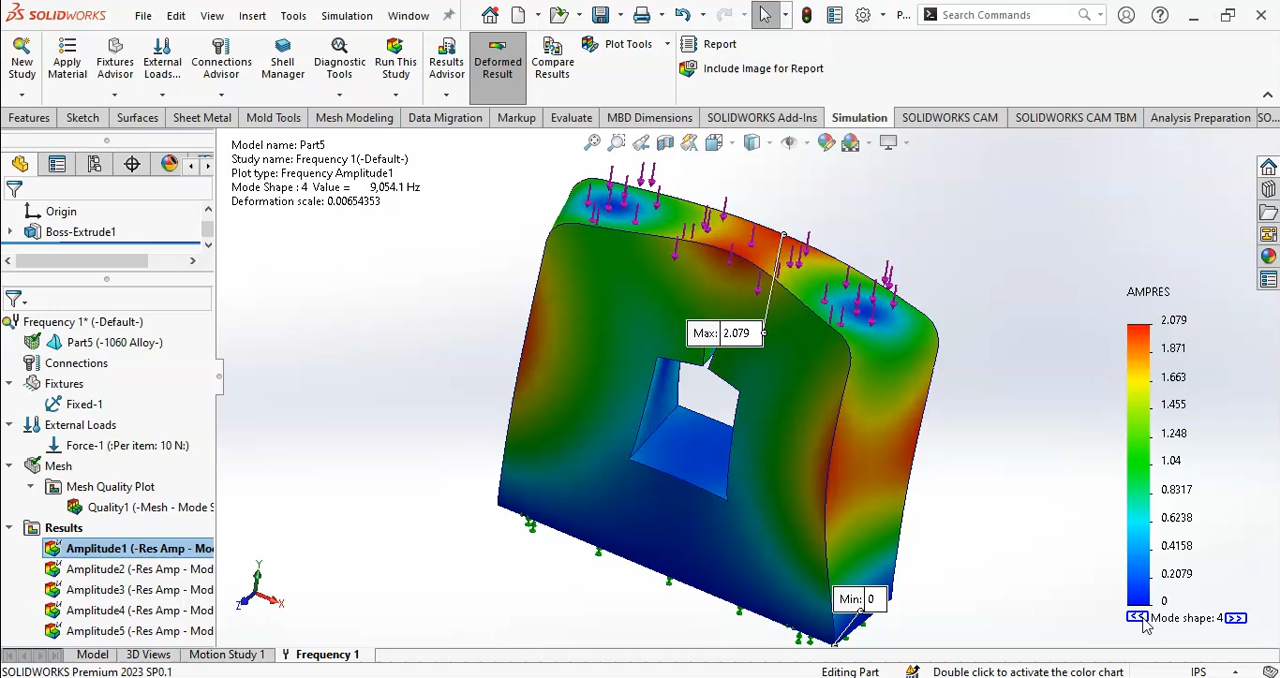 SOLIDWORKS File Edit View Insert Tools Simulation Window P... Search Commands
New Study
Apply Material
Fixtures Advisor
External Loads...
Connections Advisor
Shell Manager
Diagnostic Tools
Run This Study
Results Advisor
Deformed Result
Compare Results
Plot Tools
Report
Include Image for Report
Features Sketch Surfaces Sheet Metal Mold Tools Mesh Modeling Data Migration Markup Evaluate MBD Dimensions SOLIDWORKS Add-Ins Simulation SOLIDWORKS CAM SOLIDWORKS CAM TBM Analysis Preparation SO...
Origin
Boss-Extrude1
Frequency 1* (-Default-)
Part5 (-1060 Alloy-)
Connections
Fixtures
Fixed-1
External Loads
Force-1 (:Per item: 10 N:)
Mesh
Mesh Quality Plot
Quality1 (-Mesh - Mode S
Results
Amplitude1 (-Res Amp - Mo
Amplitude2 (-Res Amp - Mod
Amplitude3 (-Res Amp - Mod
Amplitude4 (-Res Amp - Mod
Amplitude5 (-Res Amp - Mod
Model name: Part5
Study name: Frequency 1(-Default-)
Plot type: Frequency Amplitude1
Mode Shape : 4 Value = 9,054.1 Hz
Deformation scale: 0.00654353
Max: 2.079
Min: 0
Y
Z X
AMPRES
2.079
1.871
1.663
1.455
1.248
1.04
0.8317
0.6238
0.4158
0.2079
0
<< Mode shape: 4 >>
Model 3D Views Motion Study 1 Frequency 1
SOLIDWORKS Premium 2023 SP0.1 Editing Part Double click to activate the color chart IPS